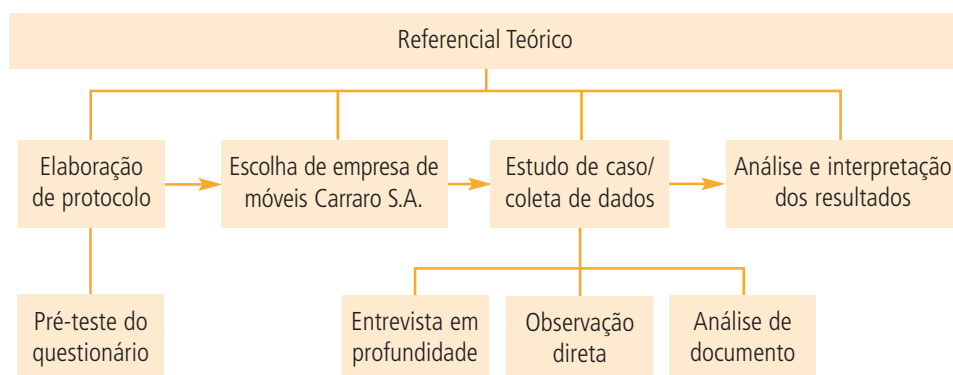 Referencial Teórico
Elaboração
de protocolo
Escolha de empresa de
móveis Carraro S.A.
Estudo de caso/
coleta de dados
Análise e interpretação
dos resultados
Pré-teste do
questionário
Entrevista em
profundidade
Observação
direta
Análise de
documento